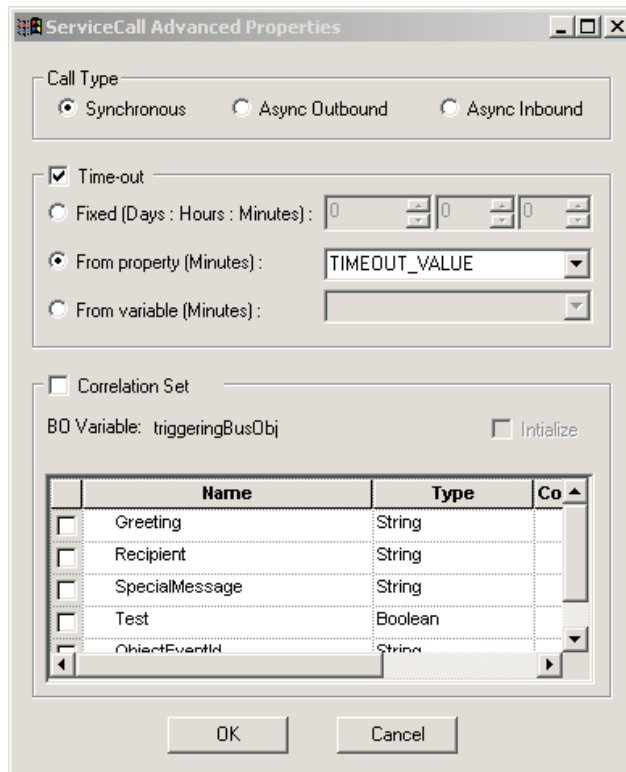 ServiceCall Advanced Properties
Call Type
Synchronous Async Outbound Async Inbound
Time-out
Fixed (Days : Hours : Minutes) : 0 0 0
From property (Minutes) : TIMEOUT_VALUE
From variable (Minutes) :
Correlation Set
BO Variable: triggeringBusObj Intialize
Name Type Co
Greeting String
Recipient String
SpecialMessage String
Test Boolean
ObjectEventId String
OK Cancel